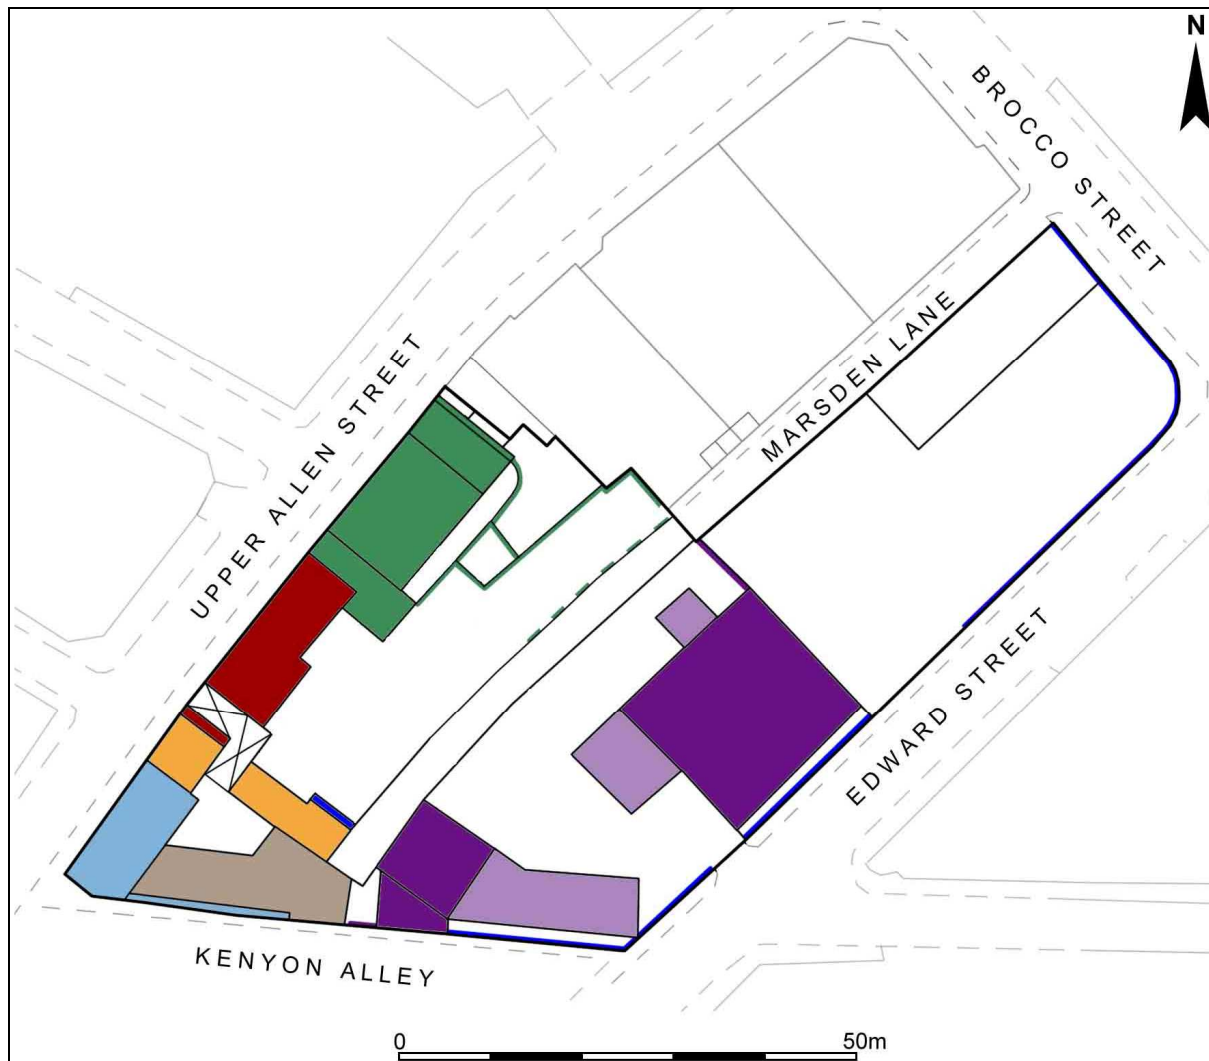 N
BROCCO STREET
MARSDEN LANE
UPPER ALLEN STREET
EDWARD STREET
KENYON ALLEY
0 50m